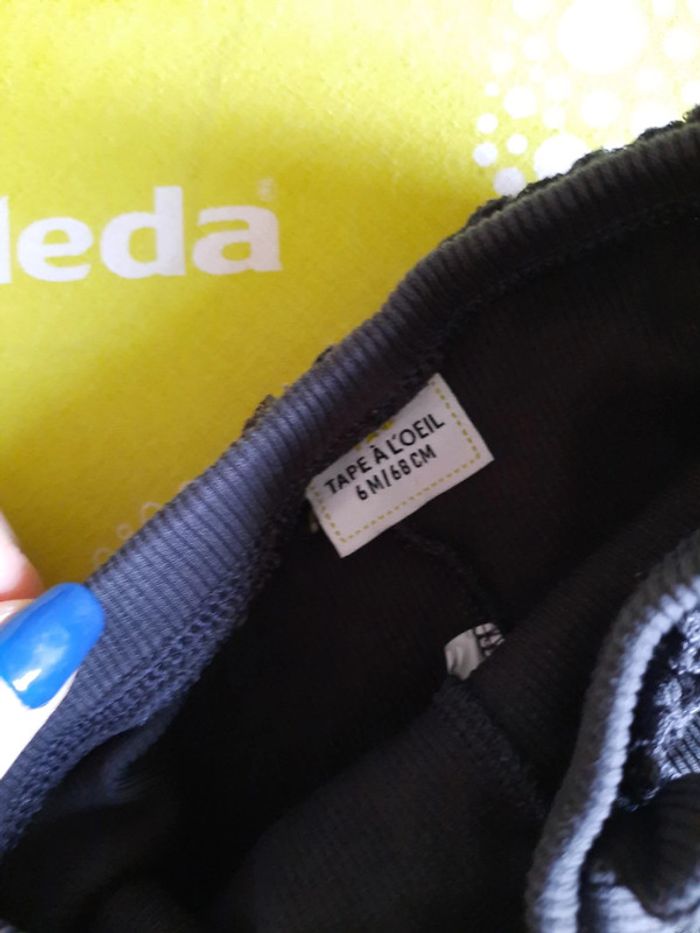 leda®
TAPE À L'OEIL
6 M/68 CM